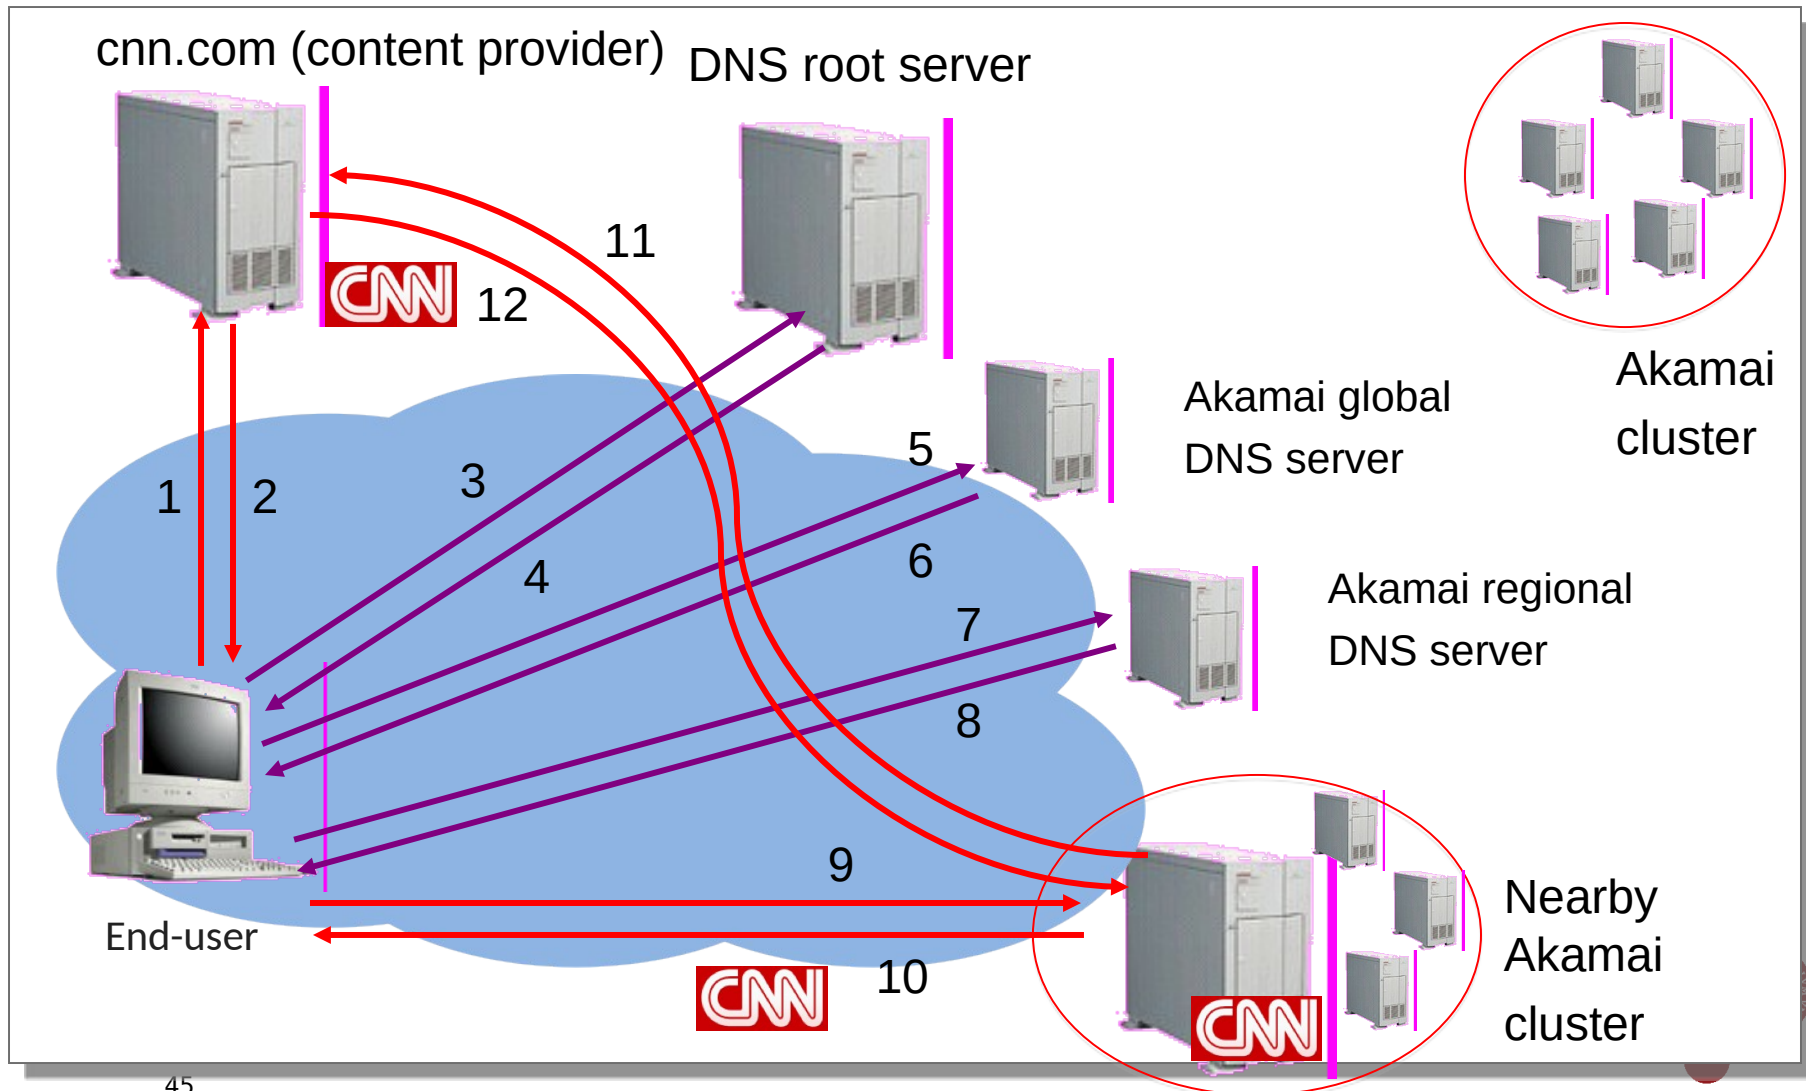 cnn.com (content provider)
DNS root server
11
12
CNN
Akamai
cluster
Akamai global
DNS server
1
2
3
4
5
6
Akamai regional
DNS server
7
8
9
10
End-user
CNN
CNN
Nearby
Akamai
cluster
45